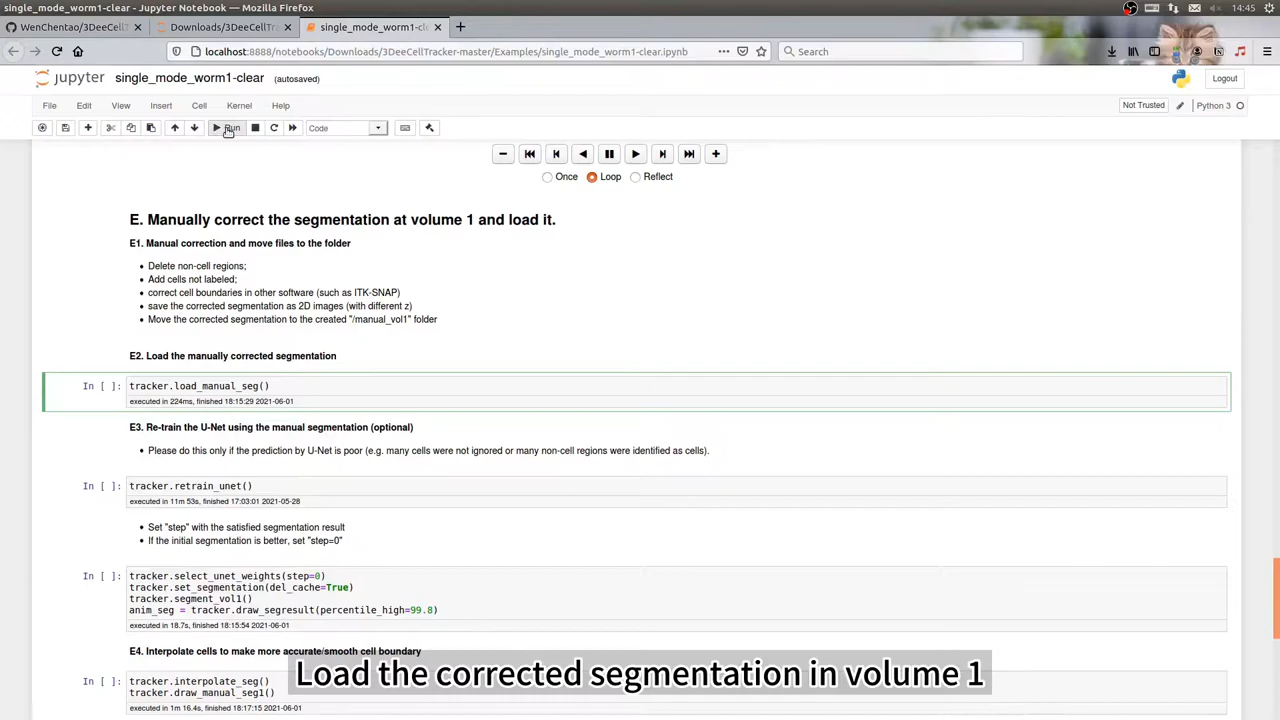 single_mode_worm1-clear - Jupyter Notebook — Mozilla Firefox
14:45
WenChentao/3DeeCellT
Downloads/3DeeCellTracker
single_mode_worm1-clear
localhost:8888/notebooks/Downloads/3DeeCellTracker-master/Examples/single_mode_worm1-clear.ipynb
Search
jupyter
single_mode_worm1-clear (autosaved)
Logout
File Edit View Insert Cell Kernel Help
Not Trusted
Python 3
Run
Code
Once
Loop
Reflect
E. Manually correct the segmentation at volume 1 and load it.
E1. Manual correction and move files to the folder
Delete non-cell regions;
Add cells not labeled;
correct cell boundaries in other software (such as ITK-SNAP)
save the corrected segmentation as 2D images (with different z)
Move the corrected segmentation to the created "/manual_vol1" folder
E2. Load the manually corrected segmentation
In [ ]: tracker.load_manual_seg()
executed in 224ms, finished 18:15:29 2021-06-01
E3. Re-train the U-Net using the manual segmentation (optional)
Please do this only if the prediction by U-Net is poor (e.g. many cells were not ignored or many non-cell regions were identified as cells).
In [ ]: tracker.retrain_unet()
executed in 11m 53s, finished 17:03:01 2021-05-28
Set "step" with the satisfied segmentation result
If the initial segmentation is better, set "step=0"
In [ ]: tracker.select_unet_weights(step=0)
tracker.set_segmentation(del_cache=True)
tracker.segment_vol1()
anim_seg = tracker.draw_segresult(percentile_high=99.8)
executed in 18.7s, finished 18:15:54 2021-06-01
E4. Interpolate cells to make more accurate/smooth cell boundary
Load the corrected segmentation in volume 1
In [ ]: tracker.interpolate_seg()
tracker.draw_manual_seg1()
executed in 1m 16.4s, finished 18:17:15 2021-06-01